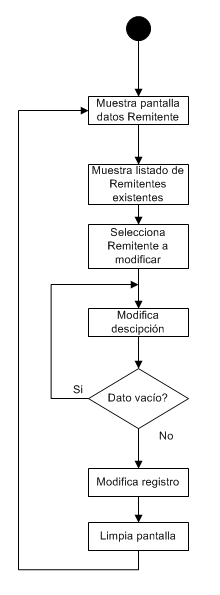 Muestra pantalla
datos Remitente
Muestra listado de
Remitentes
existentes
Selecciona
Remitente a
modificar
Modifica
descipción
Si
Dato vacío?
No
Modifica registro
Limpia pantalla